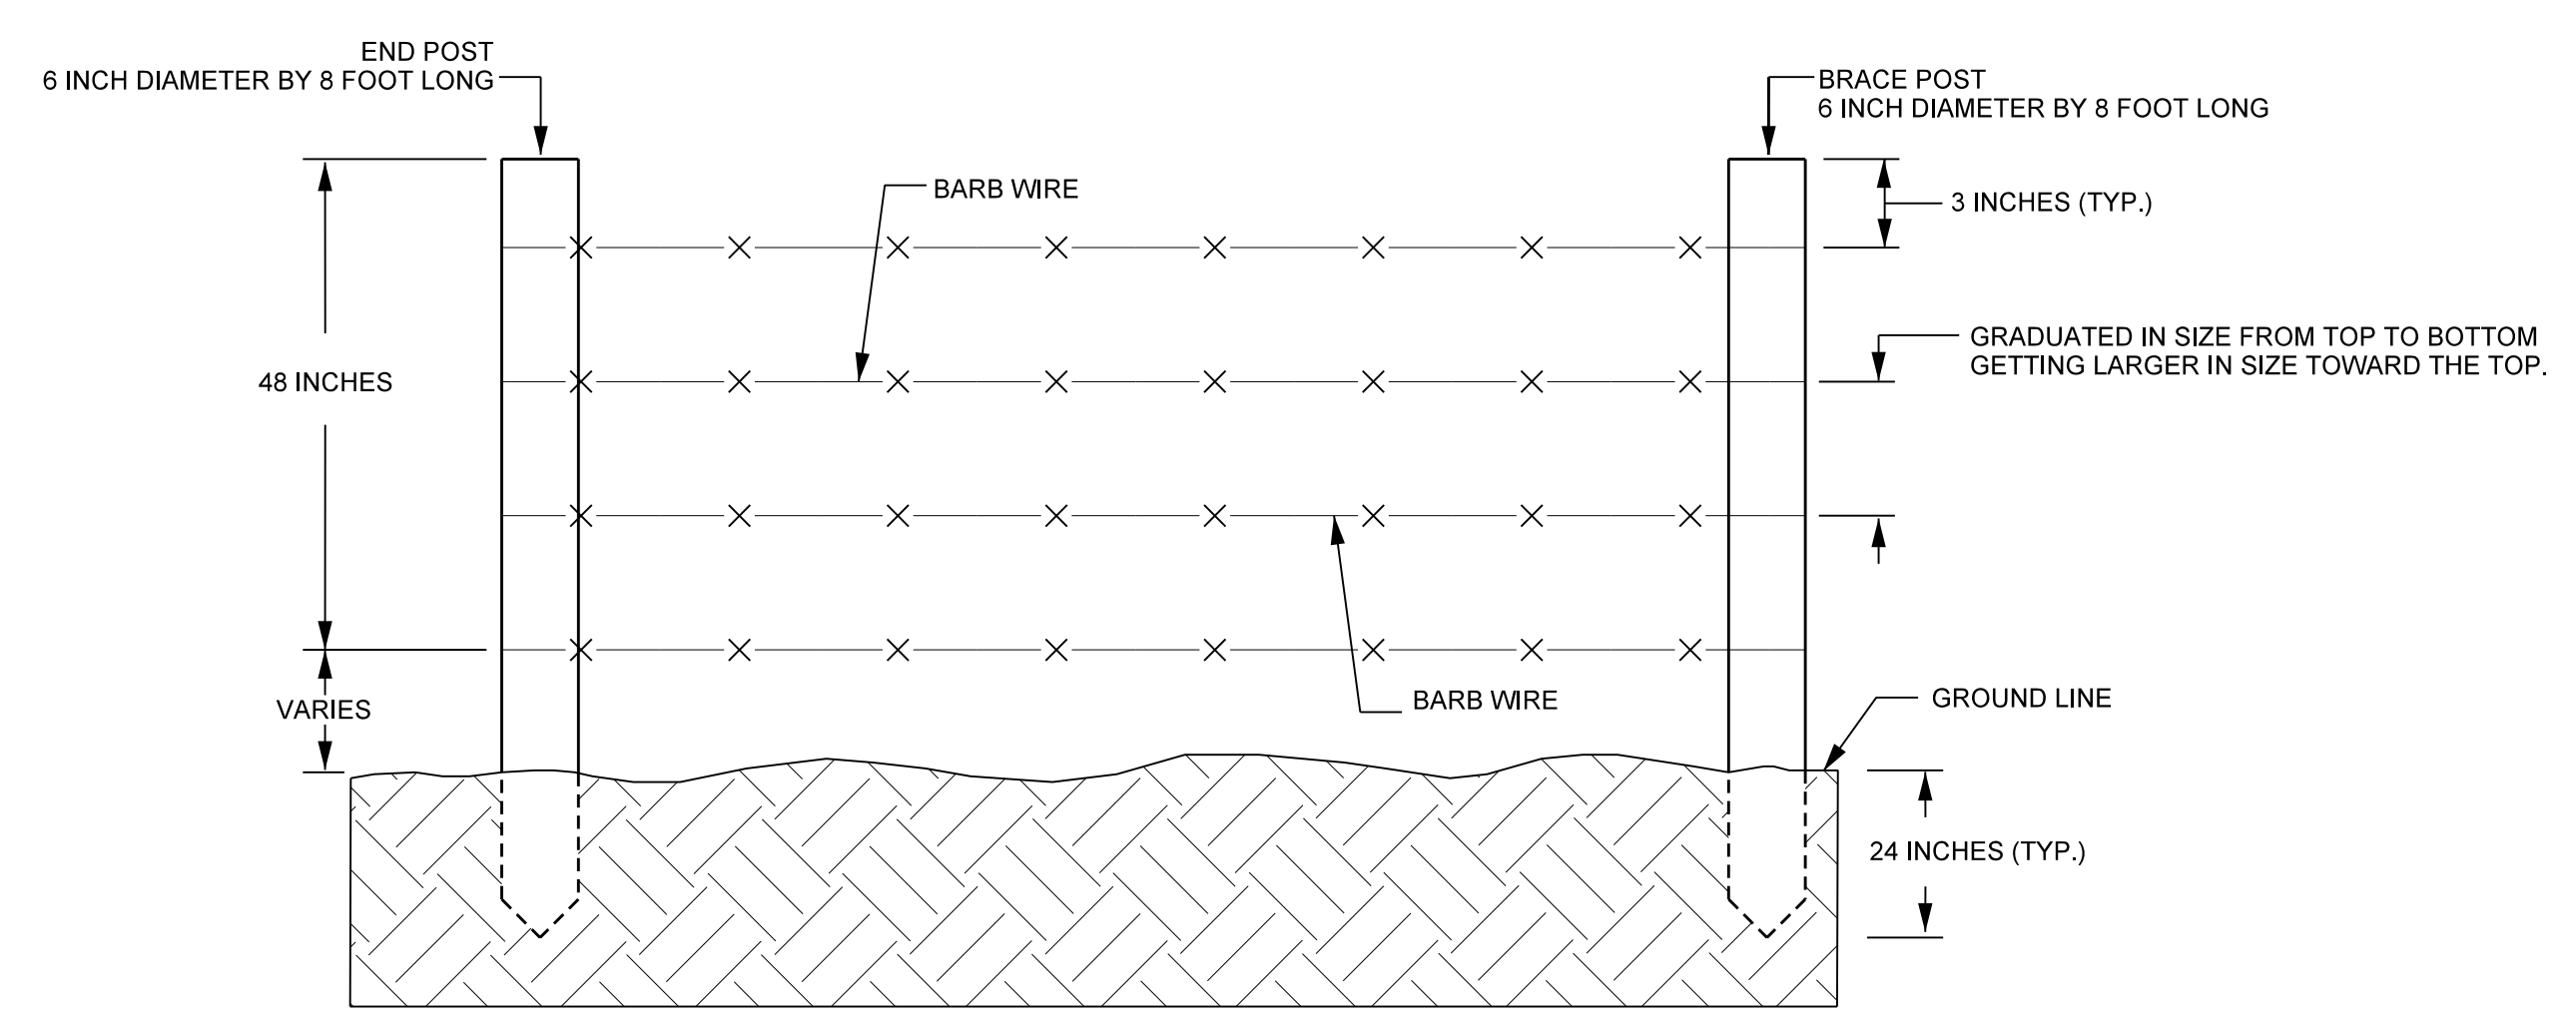 END POST
6 INCH DIAMETER BY 8 FOOT LONG
BRACE POST
6 INCH DIAMETER BY 8 FOOT LONG
BARB WIRE
3 INCHES (TYP.)
GRADUATED IN SIZE FROM TOP TO BOTTOM
GETTING LARGER IN SIZE TOWARD THE TOP.
48 INCHES
BARB WIRE
GROUND LINE
VARIES
24 INCHES (TYP.)